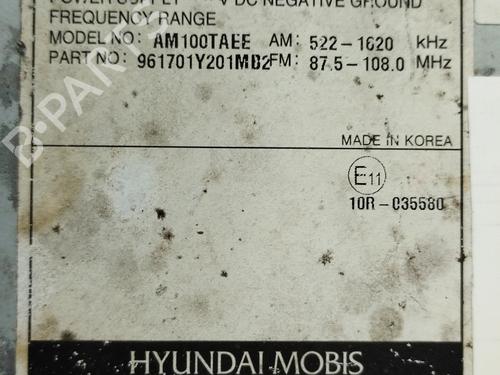 V DC NEGATIVE GROUND
FREQUENCY RANGE
MODEL NO: AM100TAEE AM: 522-1620 kHz
PART NO: 961701Y201MD2 FM: 87.5-108.0 MHz
MADE IN KOREA
E11
10R-035580
HYUNDAI MOBIS